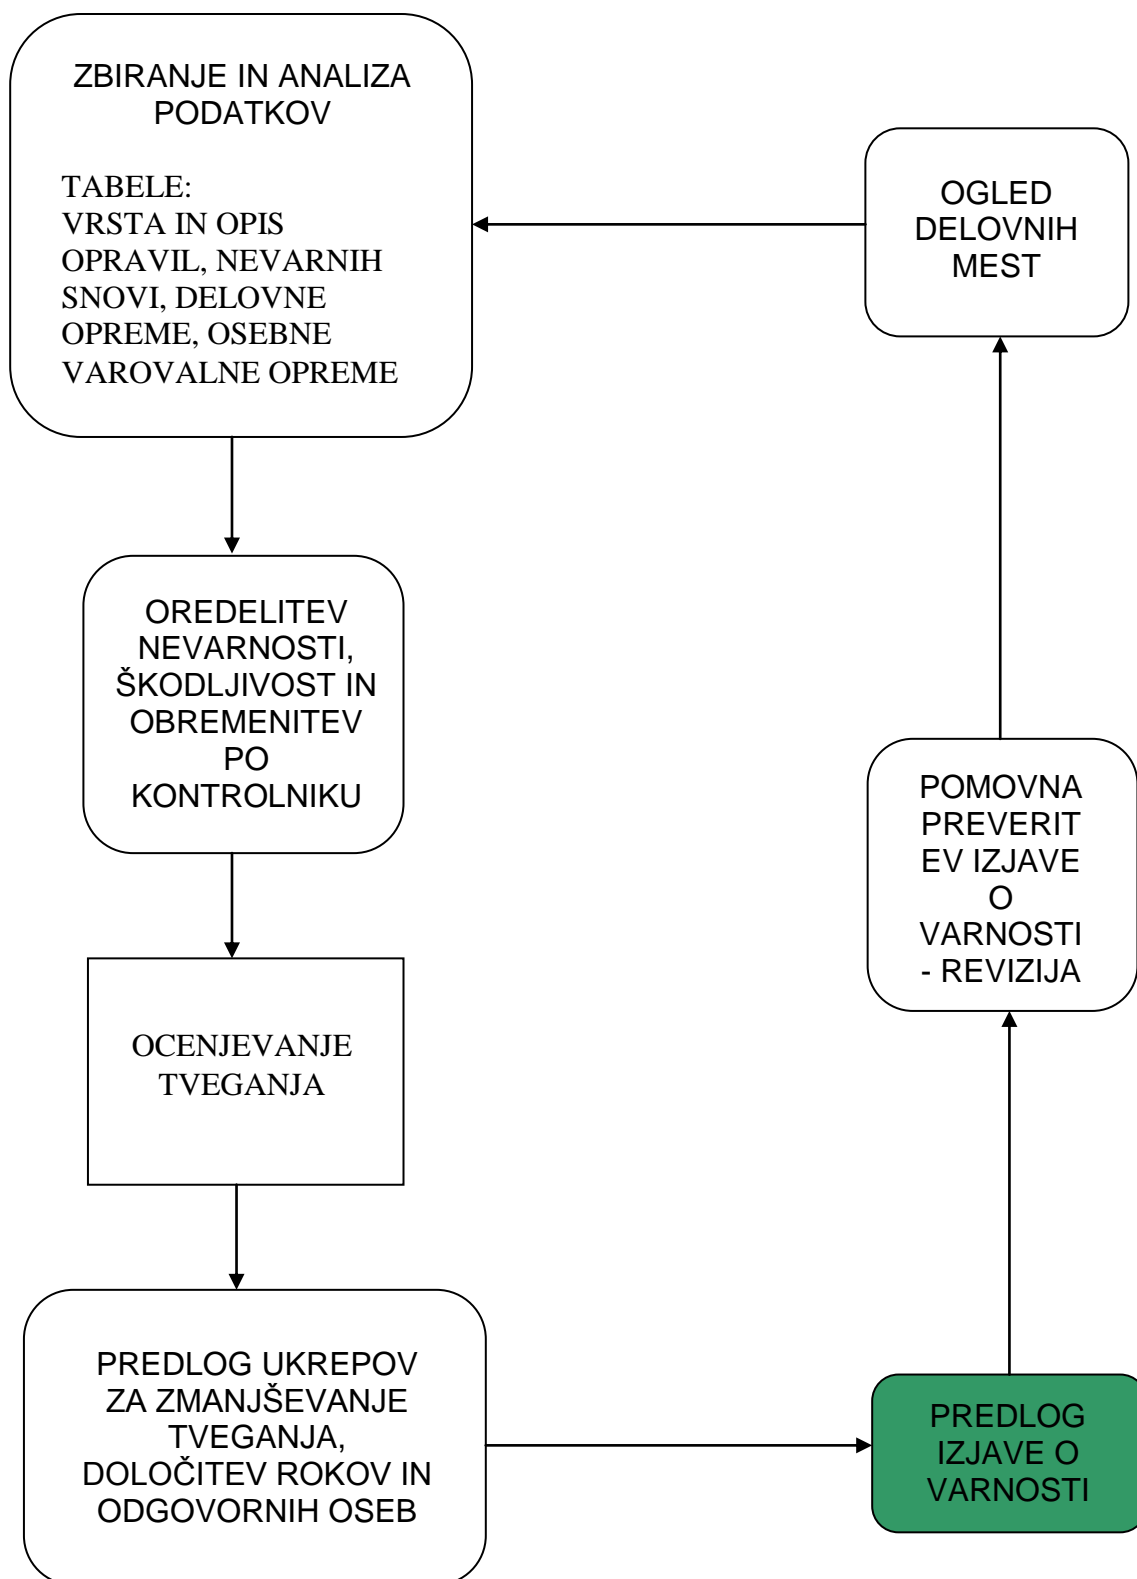 ZBIRANJE IN ANALIZA
PODATKOV
TABELE:
VRSTA IN OPIS
OPRAVIL, NEVARNIH
SNOVI, DELOVNE
OPREME, OSEBNE
VAROVALNE OPREME
OGLED
DELOVNIH
MEST
OREDELITEV
NEVARNOSTI,
ŠKODLJIVOST IN
OBREMENITEV
PO
KONTROLNIKU
POMOVNA
PREVERIT
EV IZJAVE
O
VARNOSTI
- REVIZIJA
OCENJEVANJE
TVEGANJA
PREDLOG UKREPOV
ZA ZMANJŠEVANJE
TVEGANJA,
DOLOČITEV ROKOV IN
ODGOVORNIH OSEB
PREDLOG
IZJAVE O
VARNOSTI